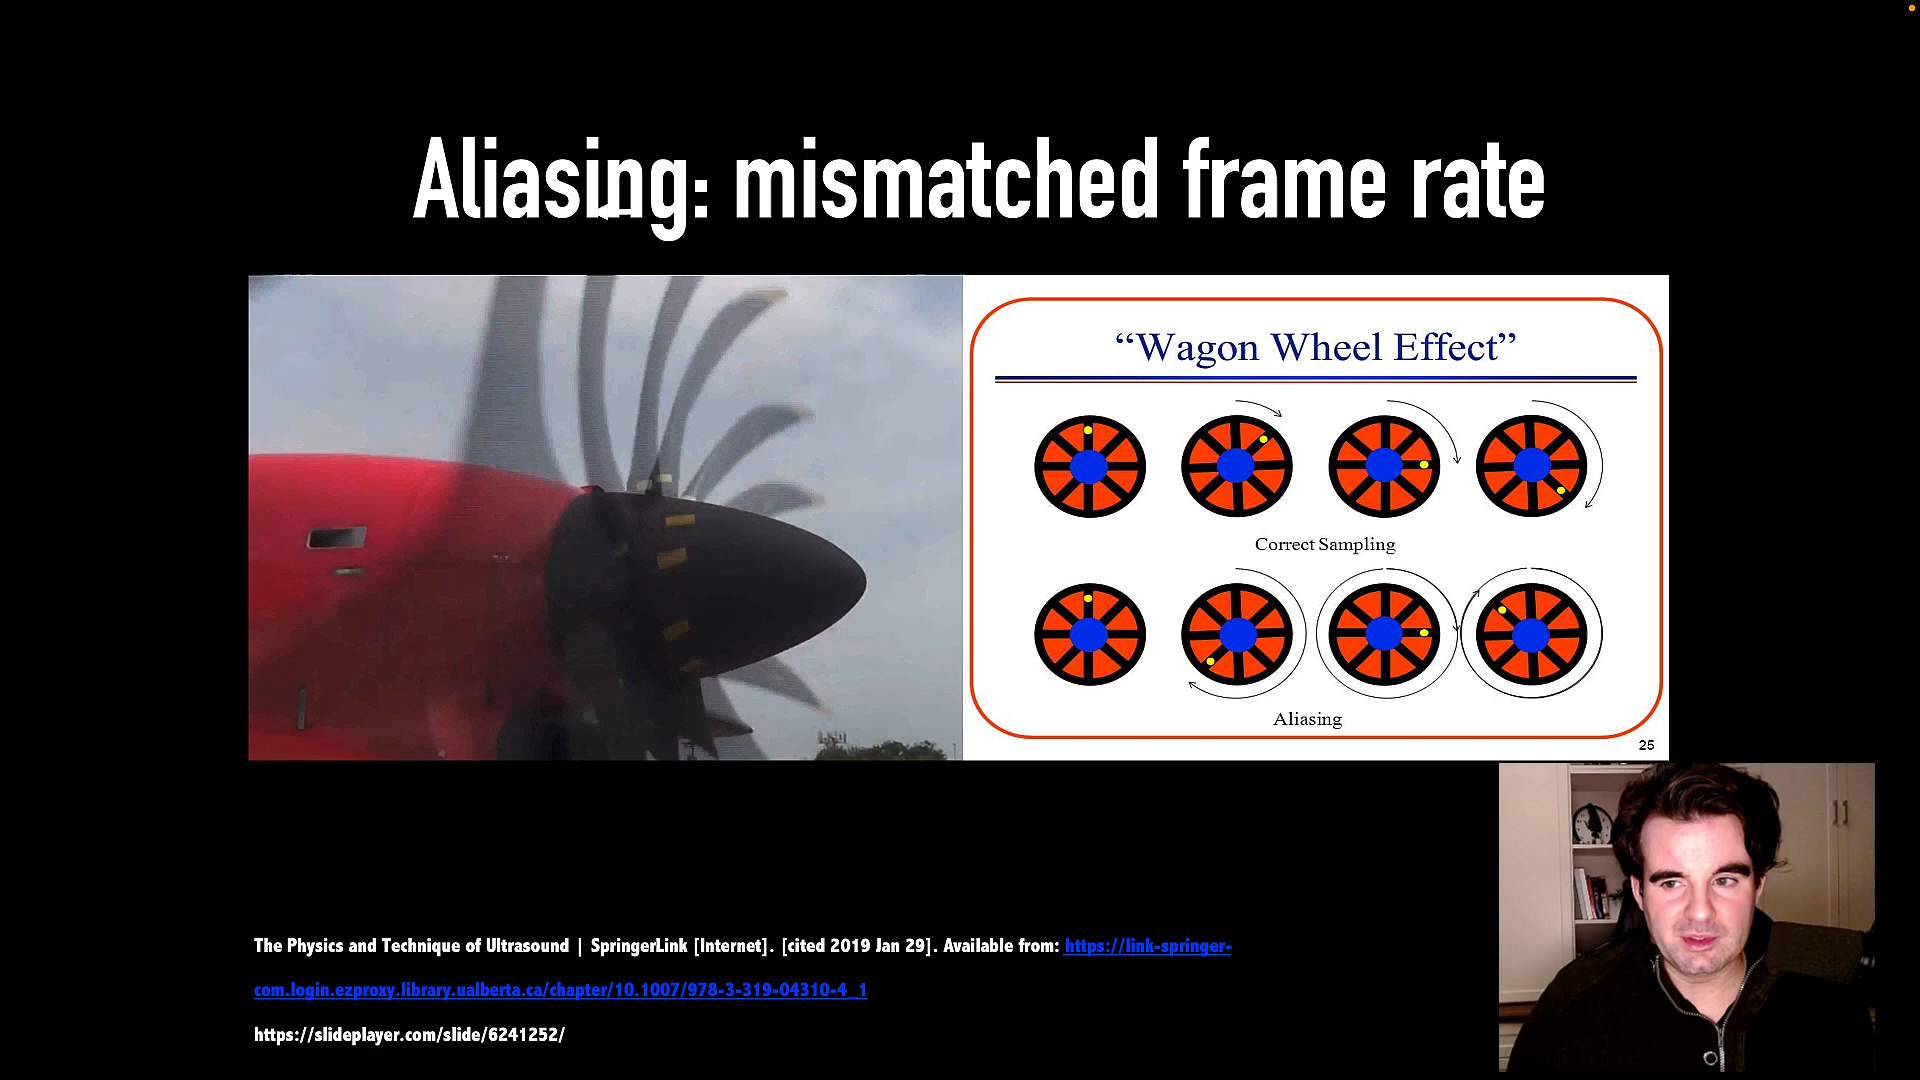 Aliasing: mismatched frame rate
“Wagon Wheel Effect”
Correct Sampling
Aliasing
25
The Physics and Technique of Ultrasound | SpringerLink [Internet]. [cited 2019 Jan 29]. Available from: https://link-springer-
com.login.ezproxy.library.ualberta.ca/chapter/10.1007/978-3-319-04310-4_1
https://slideplayer.com/slide/6241252/